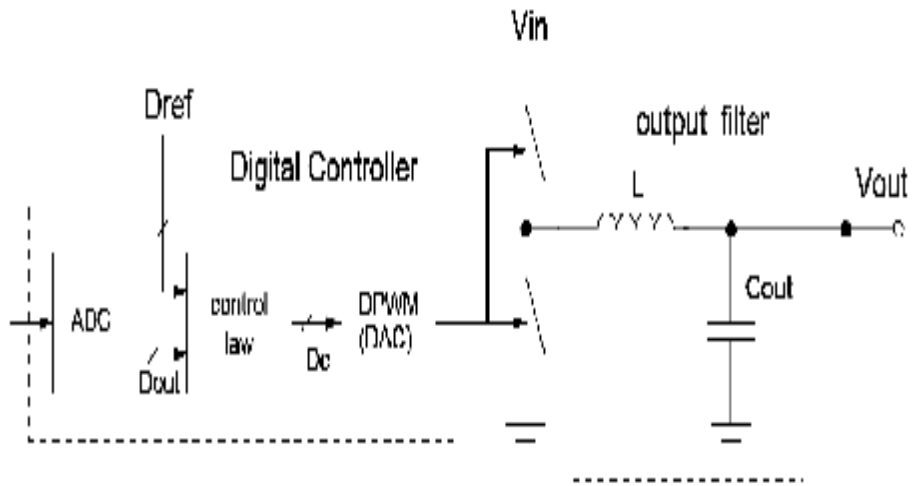 Vin
Dref
output filter
Digital Controller
L
Vout
Cout
ADC
control
law
DPWM
(DAC)
Dc
Dout